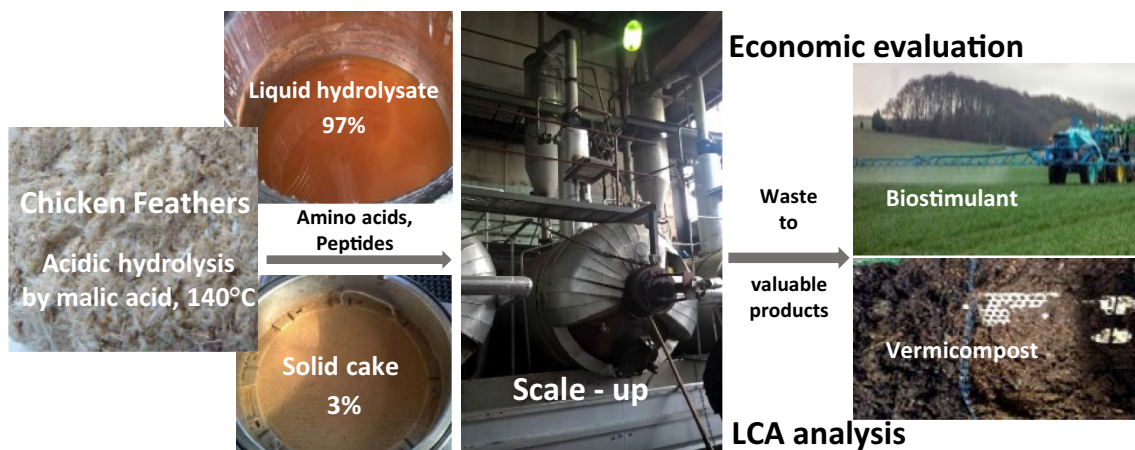 Chicken Feathers
Acidic hydrolysis
by malic acid, 140°C
Liquid hydrolysate
97%
Amino acids,
Peptides
Solid cake
3%
Scale - up
Economic evaluation
Waste
to
valuable
products
Biostimulant
Vermicompost
LCA analysis